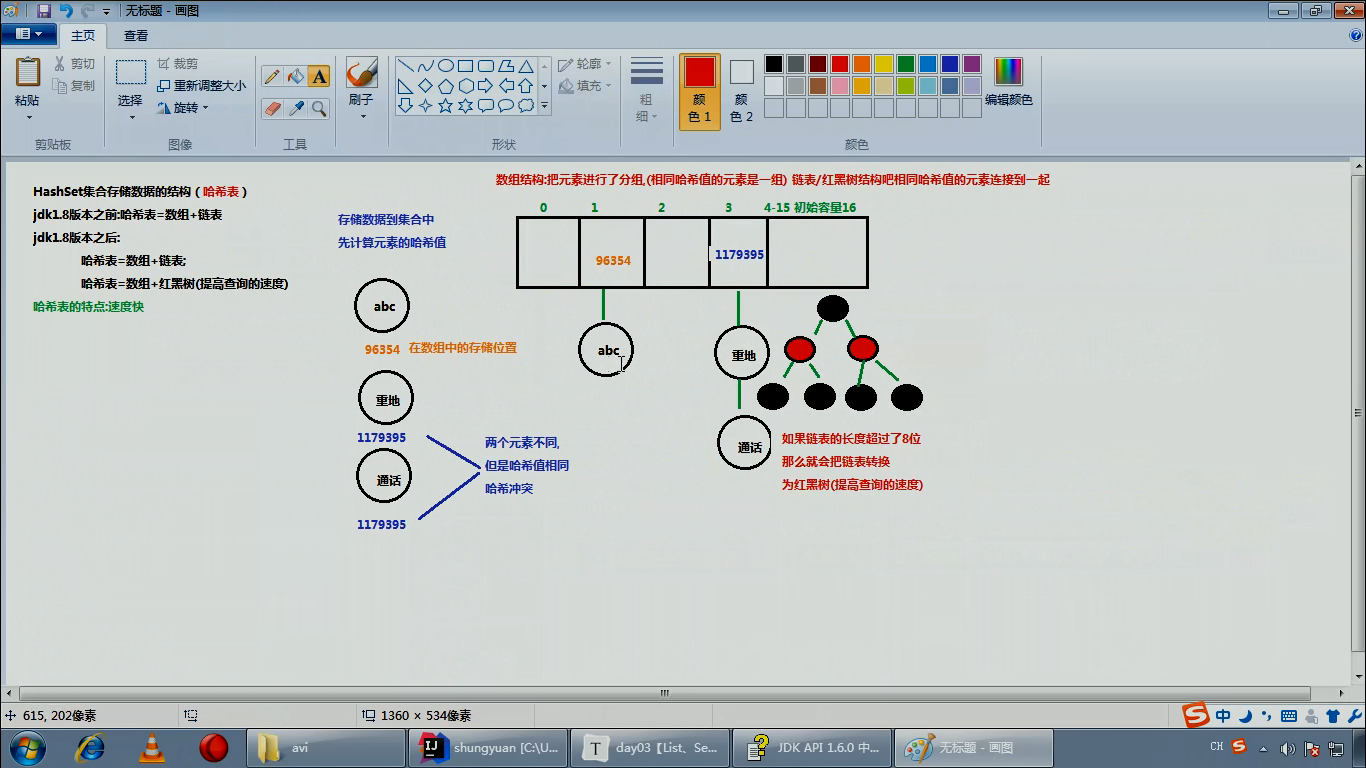 无标题 - 画图
主页
查看
粘贴
剪切
复制
剪贴板
选择
裁剪
重新调整大小
旋转
图像
A
工具
刷子
形状
轮廓
填充
粗
细
颜
色 1
颜
色 2
编辑颜色
颜色
HashSet集合存储数据的结构（哈希表）
jdk1.8版本之前:哈希表=数组+链表
jdk1.8版本之后:
哈希表=数组+链表;
哈希表=数组+红黑树(提高查询的速度)
哈希表的特点:速度快
存储数据到集合中
先计算元素的哈希值
abc
96354 在数组中的存储位置
重地
1179395
通话
1179395
两个元素不同,
但是哈希值相同
哈希冲突
数组结构:把元素进行了分组,(相同哈希值的元素是一组) 链表/红黑树结构吧相同哈希值的元素连接到一起
0 1 2 3 4-15 初始容量16
96354 1179395
abc
重地
通话
如果链表的长度超过了8位
那么就会把链表转换
为红黑树(提高查询的速度)
615, 202像素
1360 × 534像素
中
avi
shungyuan [C:\U...
day03【List、Se...
JDK API 1.6.0 中...
无标题 - 画图
CH